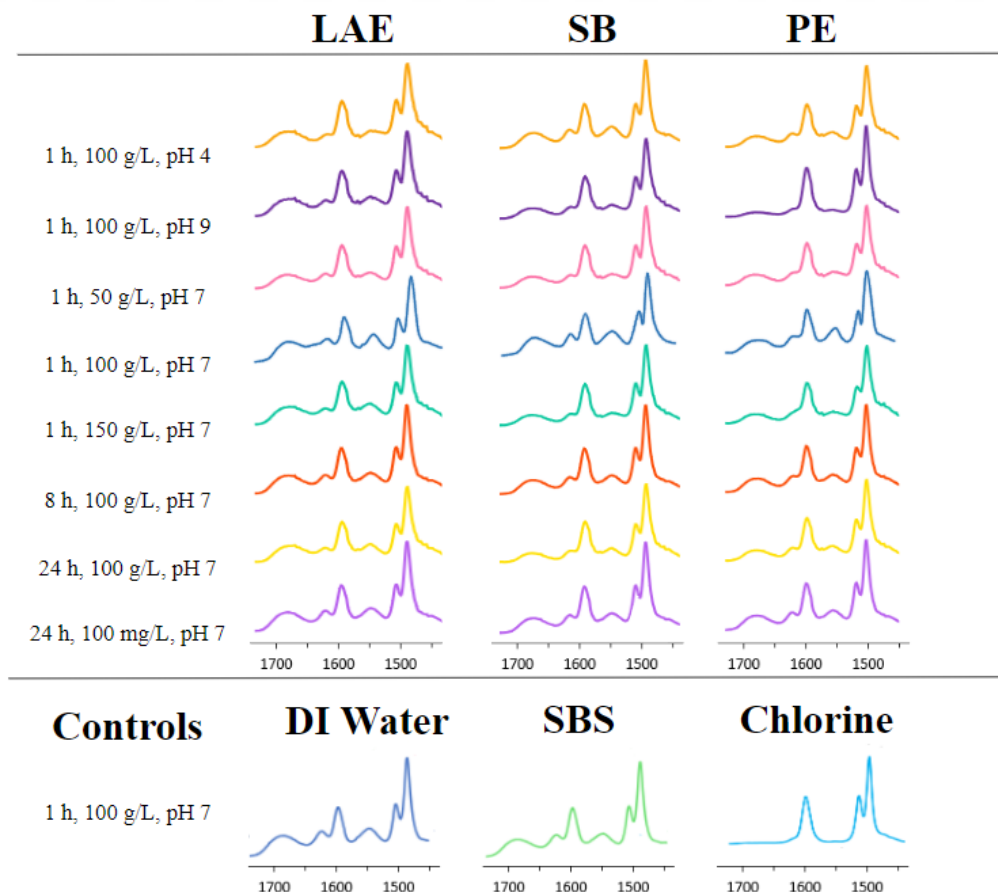 LAE SB PE
1 h, 100 g/L, pH 4
1 h, 100 g/L, pH 9
1 h, 50 g/L, pH 7
1 h, 100 g/L, pH 7
1 h, 150 g/L, pH 7
8 h, 100 g/L, pH 7
24 h, 100 g/L, pH 7
24 h, 100 mg/L, pH 7
1700 1600 1500 1700 1600 1500 1700 1600 1500
Controls DI Water SBS Chlorine
1 h, 100 g/L, pH 7
1700 1600 1500 1700 1600 1500 1700 1600 1500